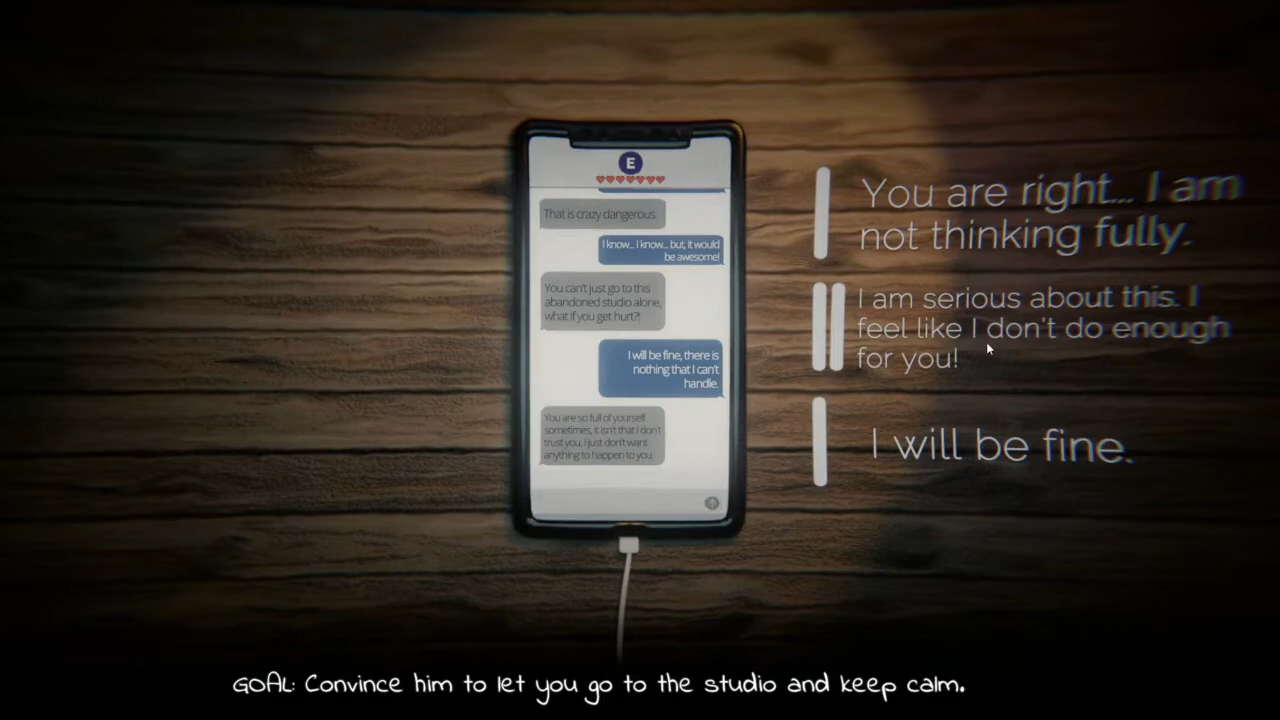 E
That is crazy dangerous.
I know... I know... but, it would
be awesome!
You can't just go to this
abandoned studio alone,
what if you get hurt?!
I will be fine, there is
nothing that I can't
handle.
You are so full of yourself
sometimes, it isn't that I don't
trust you, I just don't want
anything to happen to you.
You are right... I am
not thinking fully.
I am serious about this. I
feel like I don't do enough
for you!
I will be fine.
GOAL: Convince him to let you go to the studio and keep calm.